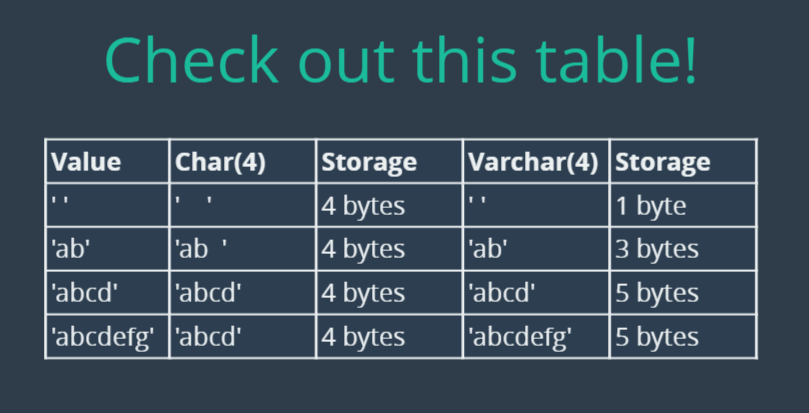 Check out this table!
Value Char(4) Storage Varchar(4) Storage
' ' '    ' 4 bytes ' ' 1 byte
'ab' 'ab  ' 4 bytes 'ab' 3 bytes
'abcd' 'abcd' 4 bytes 'abcd' 5 bytes
'abcdefg' 'abcd' 4 bytes 'abcdefg' 5 bytes